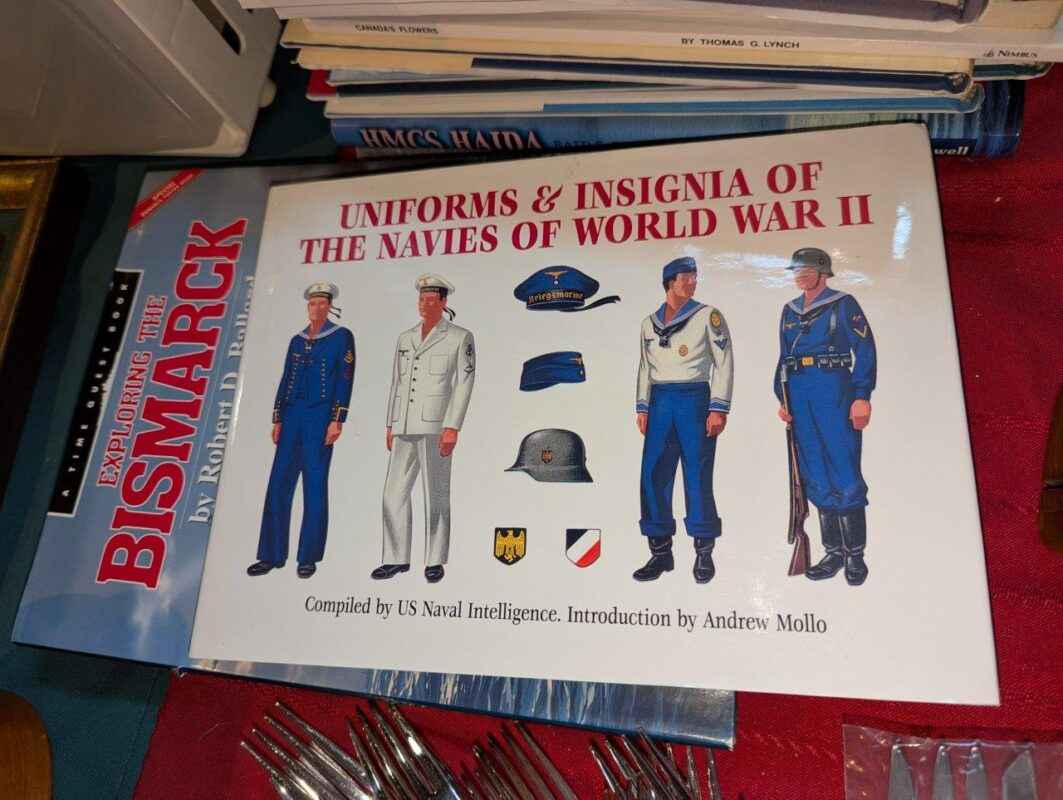 CANADA'S FLOWERS
BY THOMAS G. LYNCH
NIMBUS
HMCS HAIDA
A TIME QUEST BOOK
EXPLORING THE
BISMARCK
by Robert D. Ballard
UNIFORMS & INSIGNIA OF
THE NAVIES OF WORLD WAR II
Kriegsmarine
Compiled by US Naval Intelligence. Introduction by Andrew Mollo